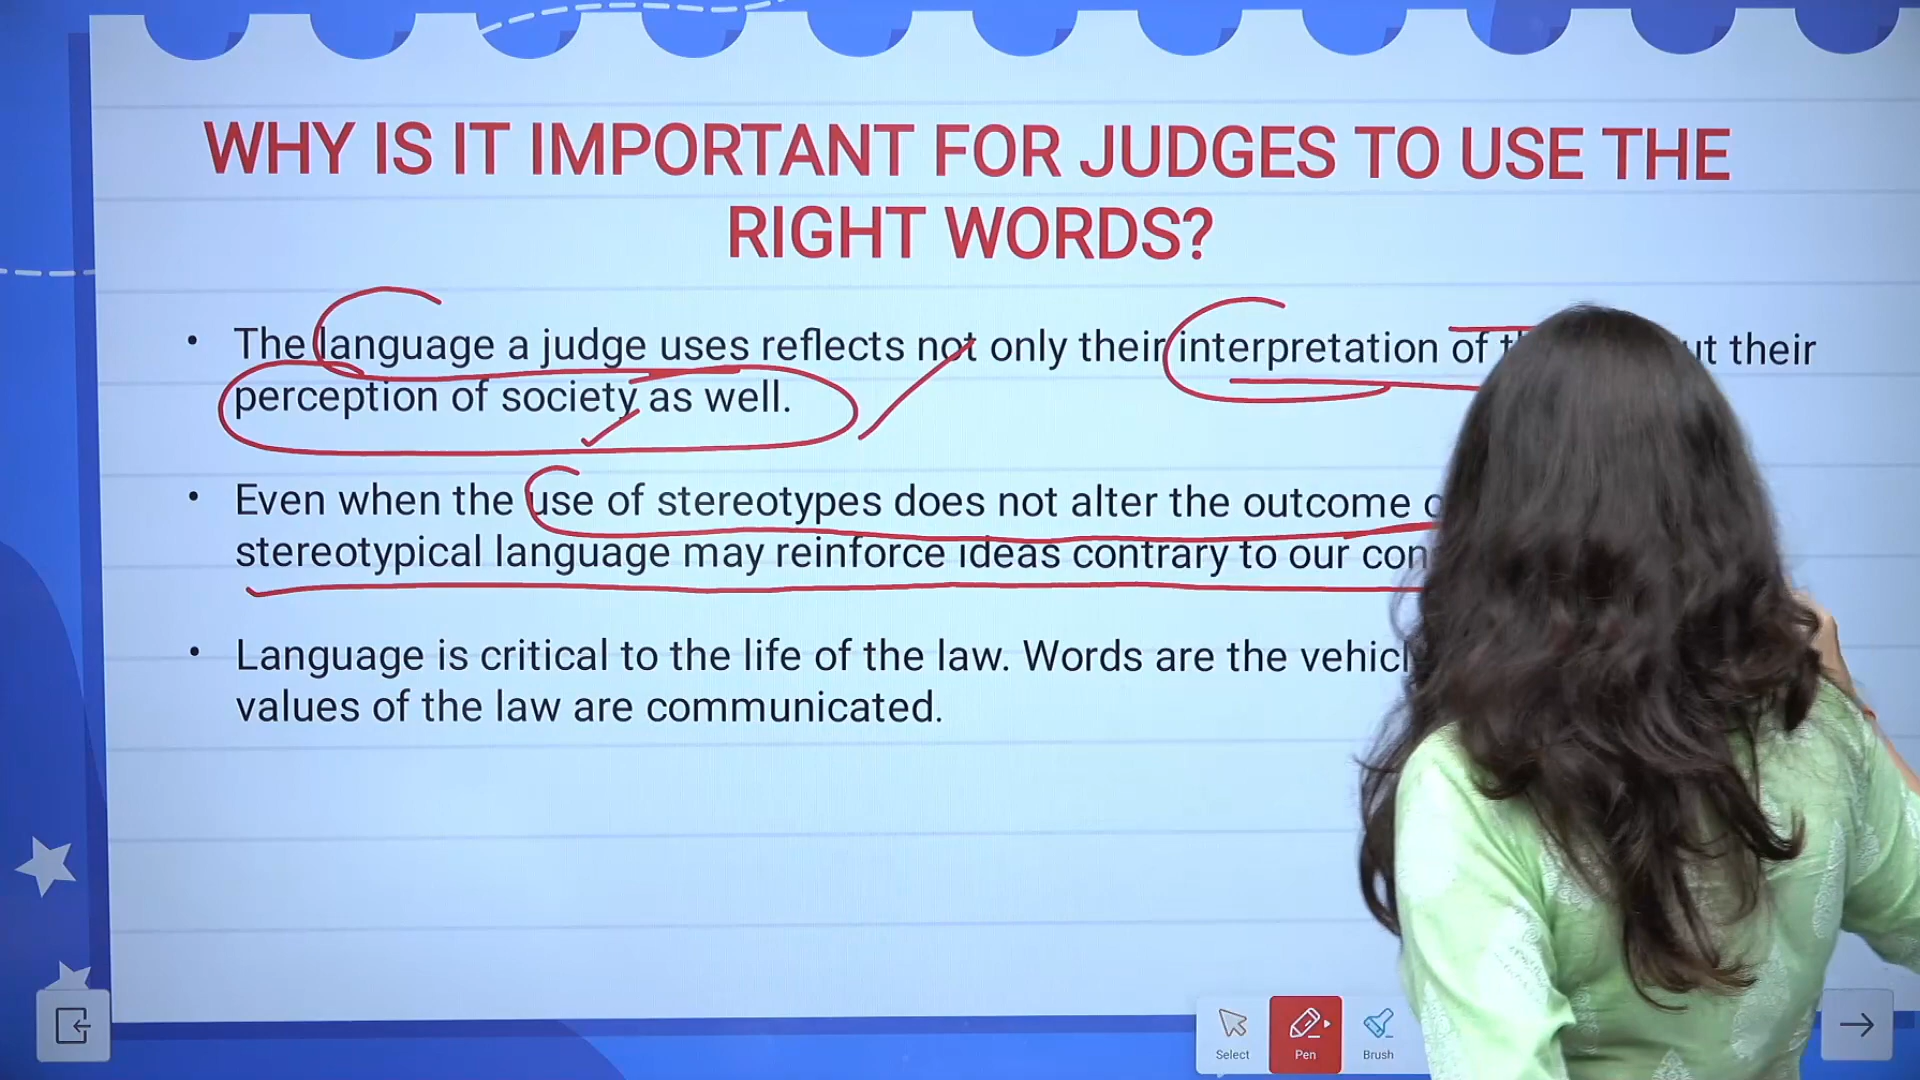 WHY IS IT IMPORTANT FOR JUDGES TO USE THE
RIGHT WORDS?
• The language a judge uses reflects not only their interpretation of ut their
perception of society as well.
• Even when the use of stereotypes does not alter the outcome
stereotypical language may reinforce ideas contrary to our
• Language is critical to the life of the law. Words are the
values of the law are communicated.
Select Pen Brush